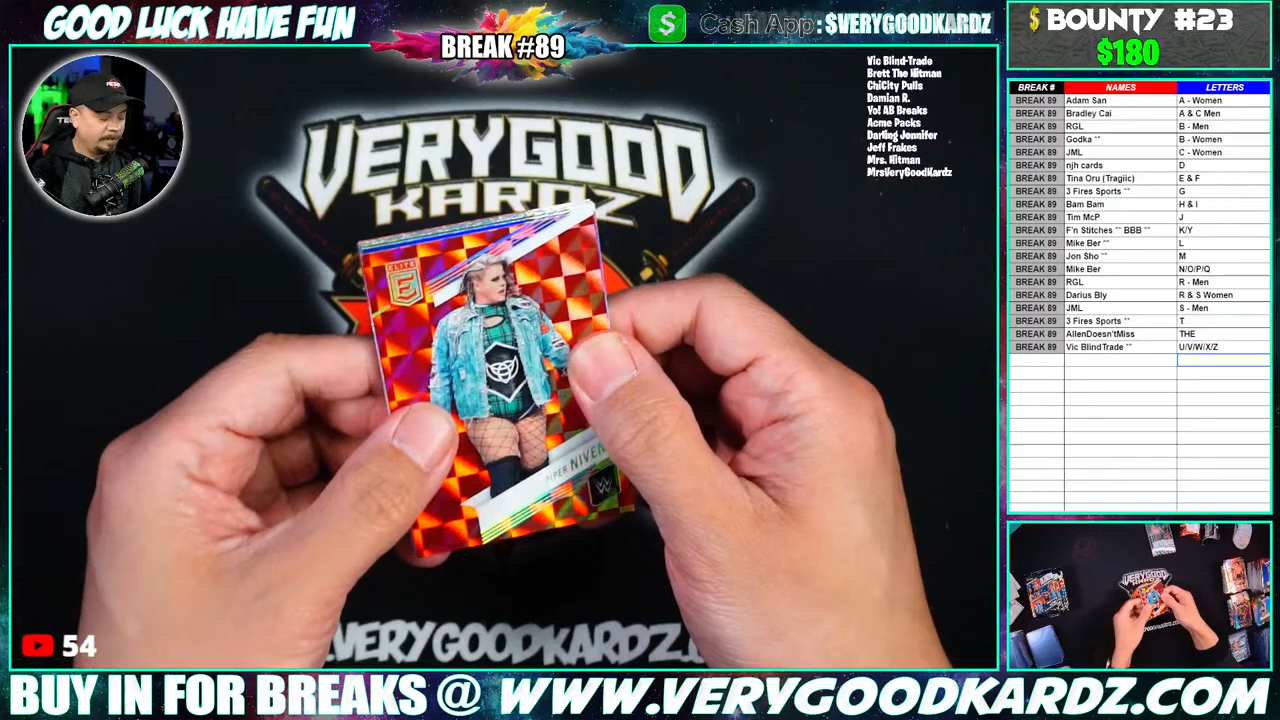 GOOD LUCK HAVE FUN
BREAK #89
$
Cash App : $VERYGOODKARDZ
$ BOUNTY #23
$180
Vic Blind-Trade
Brett The Hitman
ChiCity Pulls
Damian R.
Yo! AB Breaks
Acme Packs
Darling Jennifer
Jeff Frakes
Mrs. Hitman
MrsVeryGoodKardz
BREAK # NAMES LETTERS
BREAK 89 Adam San A - Women
BREAK 89 Bradley Cai A & C Men
BREAK 89 RGL B - Men
BREAK 89 Godka ** B - Women
BREAK 89 JML C - Women
BREAK 89 njh cards D
BREAK 89 Tina Oru (Tragiic) E & F
BREAK 89 3 Fires Sports ** G
BREAK 89 Bam Bam H & I
BREAK 89 Tim McP J
BREAK 89 F'n Stitches ** BBB ** K/Y
BREAK 89 Mike Ber ** L
BREAK 89 Jon Sho ** M
BREAK 89 Mike Ber N/O/P/Q
BREAK 89 RGL R - Men
BREAK 89 Darius Bly R & S Women
BREAK 89 JML S - Men
BREAK 89 3 Fires Sports ** T
BREAK 89 AllenDoesn'tMiss THE
BREAK 89 Vic BlindTrade ** U/V/W/X/Z
VERYGOOD
KARDZ
ELITE
E
PIPER NIVEN
W
VERYGOODKARDZ.
VERYGOOD
KARDZ
54
BUY IN FOR BREAKS @ WWW.VERYGOODKARDZ.COM